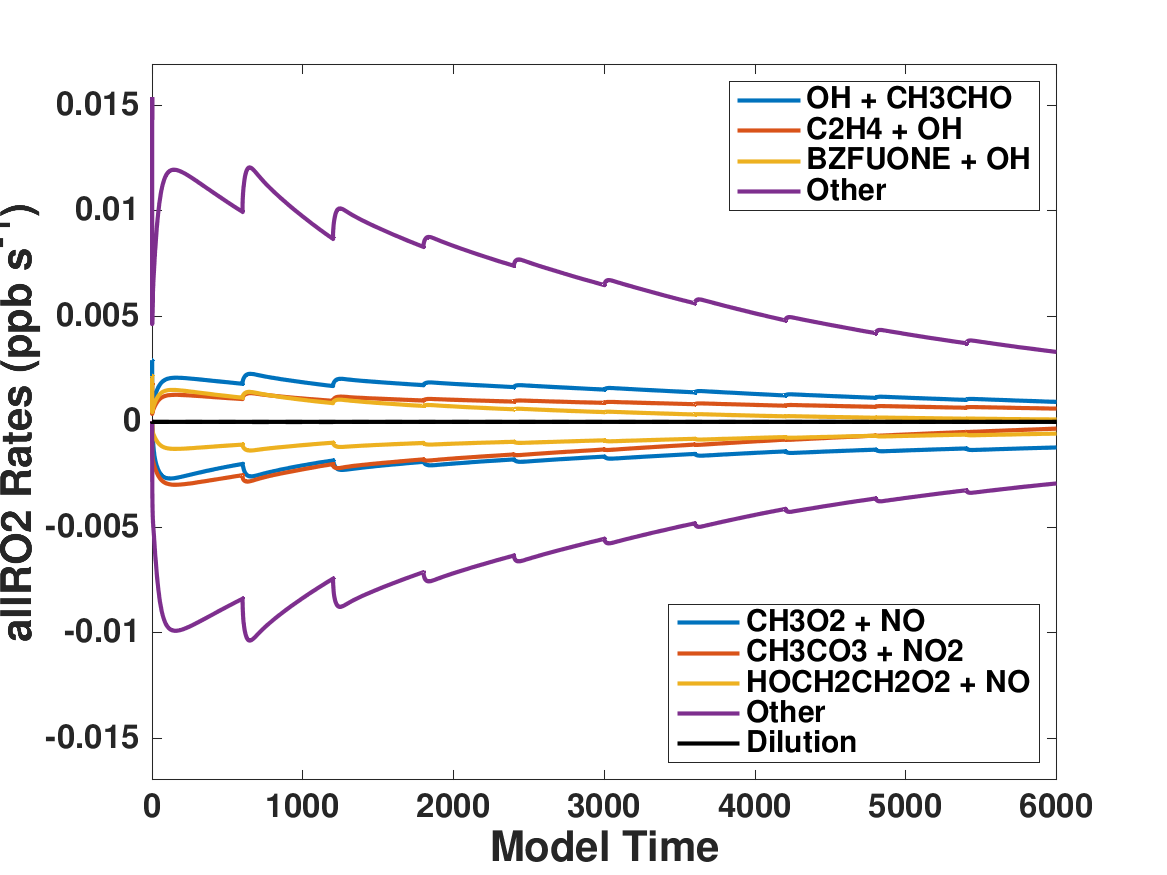 0.015
0.01
0.005
0
-0.005
-0.01
-0.015
allRO2 Rates (ppb s⁻¹)
OH + CH3CHO
C2H4 + OH
BZFUONE + OH
Other
CH3O2 + NO
CH3CO3 + NO2
HOCH2CH2O2 + NO
Other
Dilution
0 1000 2000 3000 4000 5000 6000
Model Time